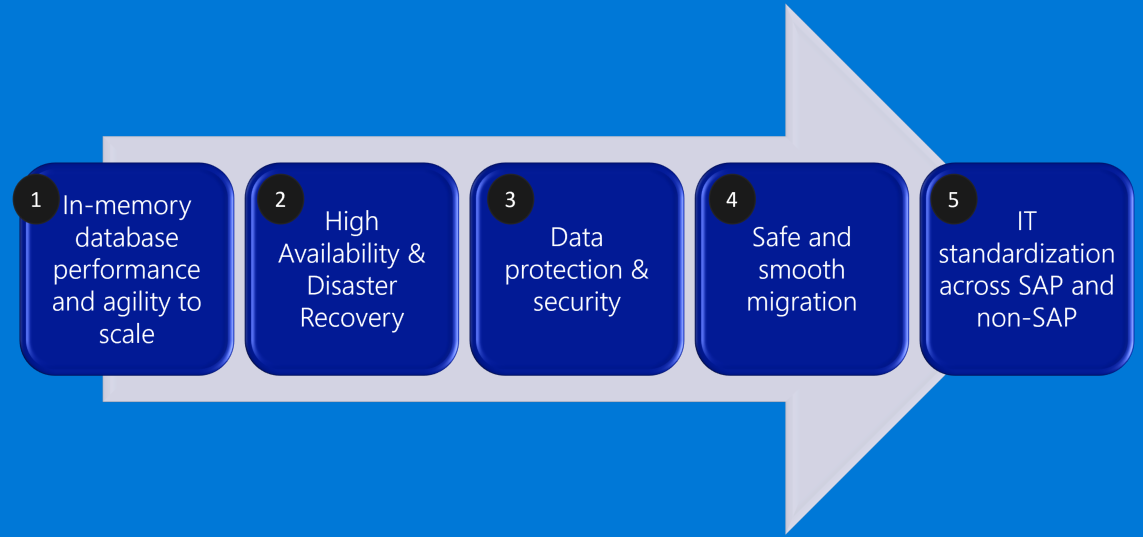 1
In-memory
database
performance
and agility to
scale
2
High
Availability &
Disaster
Recovery
3
Data
protection &
security
4
Safe and
smooth
migration
5
IT
standardization
across SAP and
non-SAP